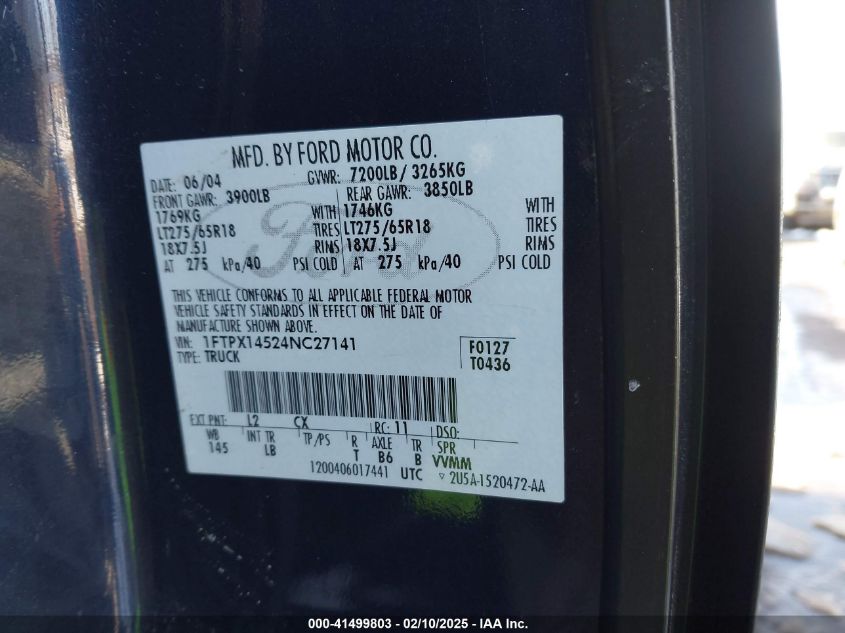 MFD. BY FORD MOTOR CO.
DATE: 06/04 GVWR: 7200LB/ 3265KG
FRONT GAWR: 3900LB REAR GAWR: 3850LB
1769KG WITH 1746KG WITH
LT275/65R18 TIRES LT275/65R18 TIRES
18X7.5J RIMS 18X7.5J RIMS
AT 275 kPa/40 PSI COLD AT 275 kPa/40 PSI COLD
Ford
THIS VEHICLE CONFORMS TO ALL APPLICABLE FEDERAL MOTOR
VEHICLE SAFETY STANDARDS IN EFFECT ON THE DATE OF
MANUFACTURE SHOWN ABOVE.
VIN: 1FTPX14524NC27141 F0127
TYPE: TRUCK T0436
EXT PNT: L2 CX RC: 11 DSO:
WB INT TR TP/PS R AXLE TR SPR
145 LB T B6 B VVMM
1200406017441 UTC ▽ 2U5A-1520472-AA
000-41499803 - 02/10/2025 - IAA Inc.